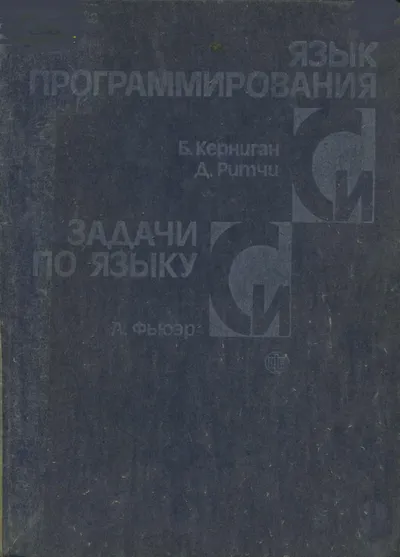 ЯЗЫК
ПРОГРАММИРОВАНИЯ
Си
Б. Керниган
Д. Ритчи
ЗАДАЧИ
ПО ЯЗЫКУ
Си
А. Фьюэр